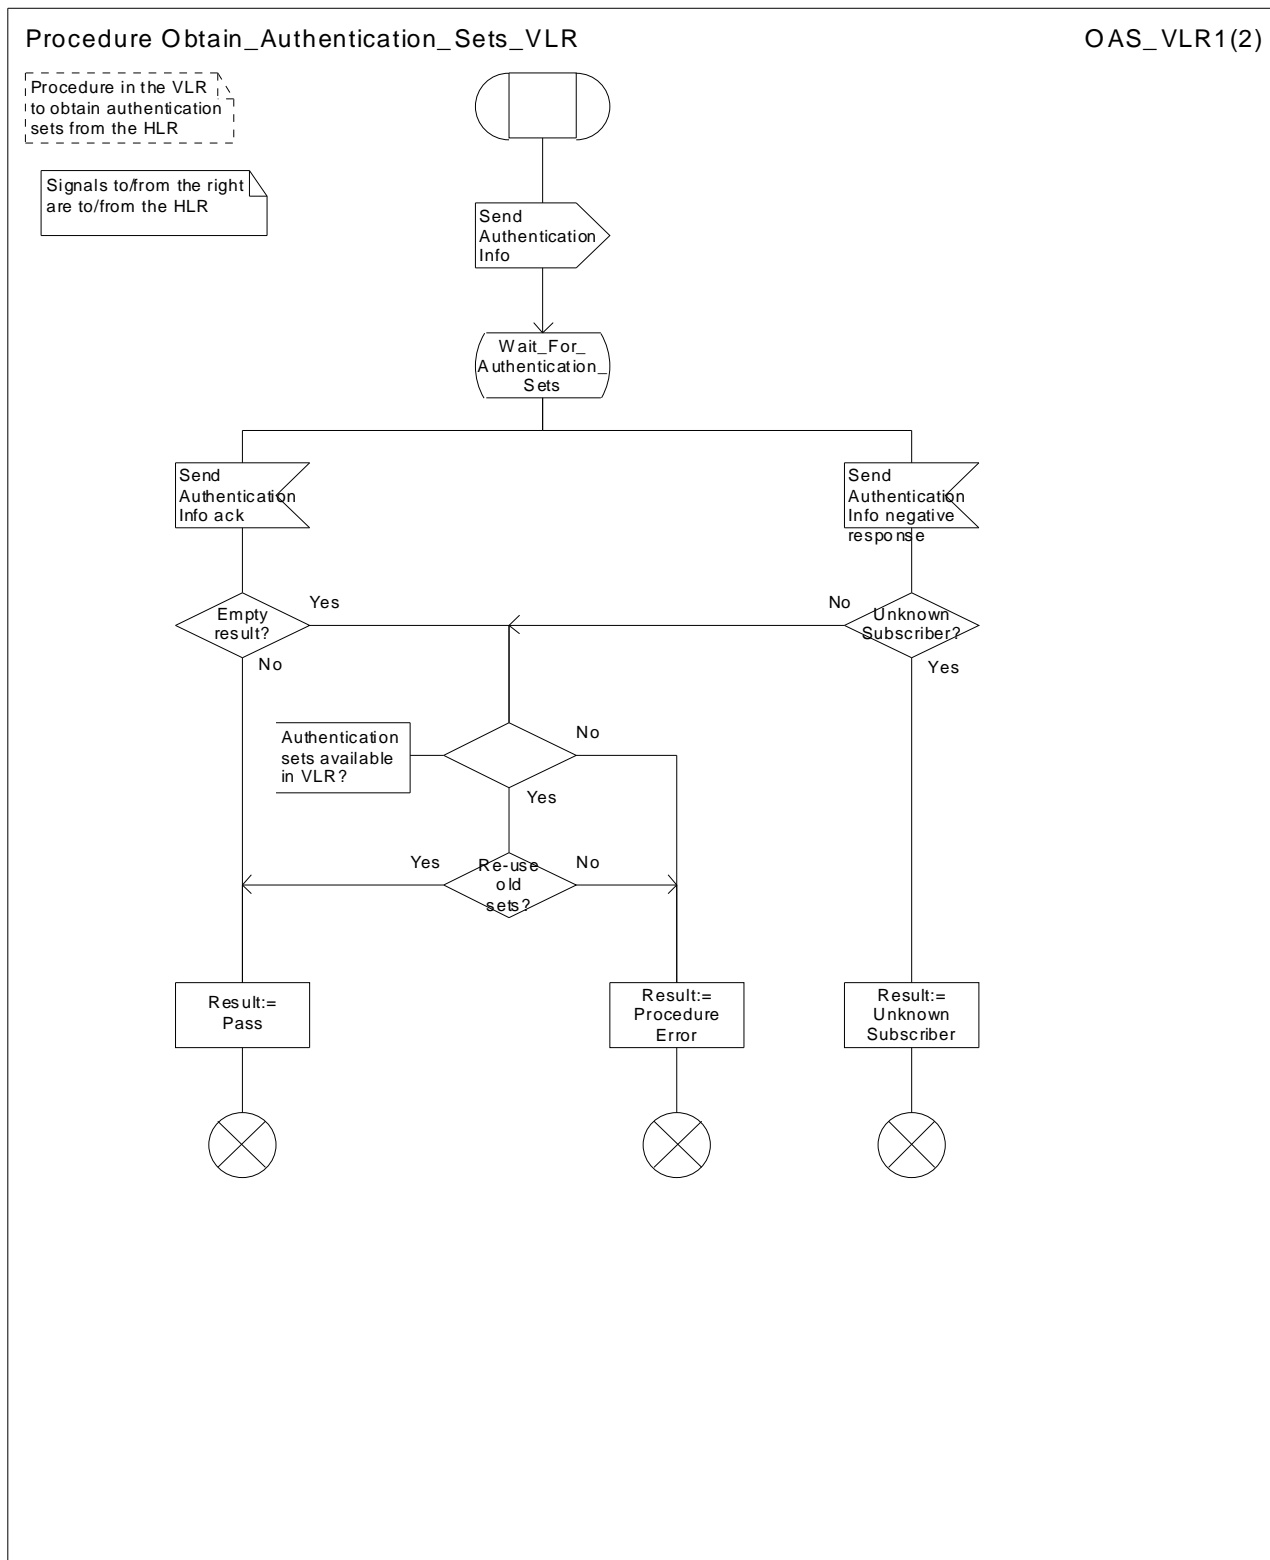 Procedure Obtain_Authentication_Sets_VLR
OAS_VLR1(2)
Procedure in the VLR
to obtain authentication
sets from the HLR
Signals to/from the right
are to/from the HLR
Send
Authentication
Info
Wait_For_
Authentication_
Sets
Send
Authentication
Info ack
Send
Authentication
Info negative
response
Empty
result?
Yes
No
No
Unknown
Subscriber?
Yes
Authentication
sets available
in VLR?
No
Yes
Yes
Re-use
old
sets?
No
Result:=
Pass
Result:=
Procedure
Error
Result:=
Unknown
Subscriber